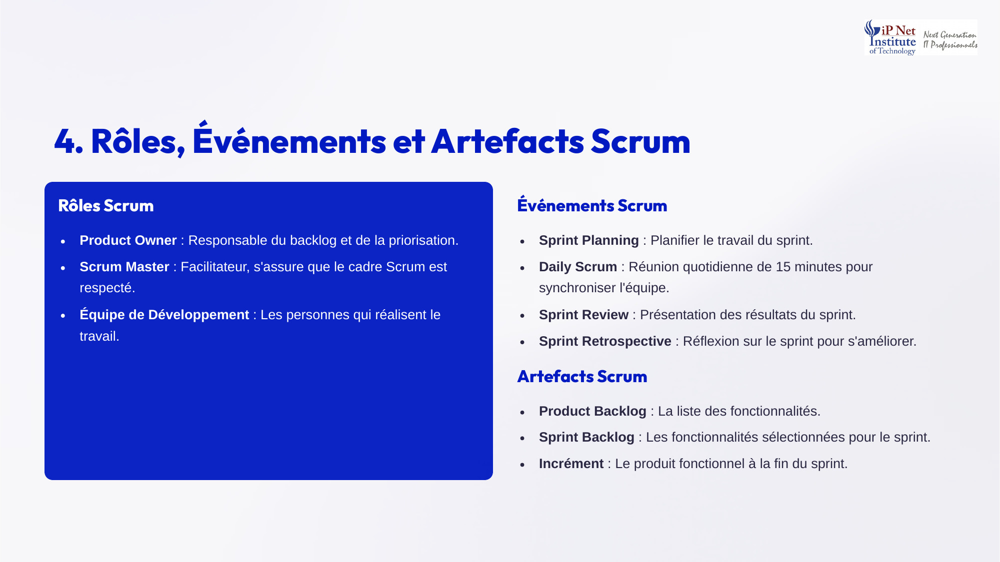 iP Net
Institute
of Technology
Next Generation
IT Professionnels
4. Rôles, Événements et Artefacts Scrum
Rôles Scrum
• Product Owner : Responsable du backlog et de la priorisation.
• Scrum Master : Facilitateur, s'assure que le cadre Scrum est
respecté.
• Équipe de Développement : Les personnes qui réalisent le
travail.
Événements Scrum
• Sprint Planning : Planifier le travail du sprint.
• Daily Scrum : Réunion quotidienne de 15 minutes pour
synchroniser l'équipe.
• Sprint Review : Présentation des résultats du sprint.
• Sprint Retrospective : Réflexion sur le sprint pour s'améliorer.
Artefacts Scrum
• Product Backlog : La liste des fonctionnalités.
• Sprint Backlog : Les fonctionnalités sélectionnées pour le sprint.
• Incrément : Le produit fonctionnel à la fin du sprint.